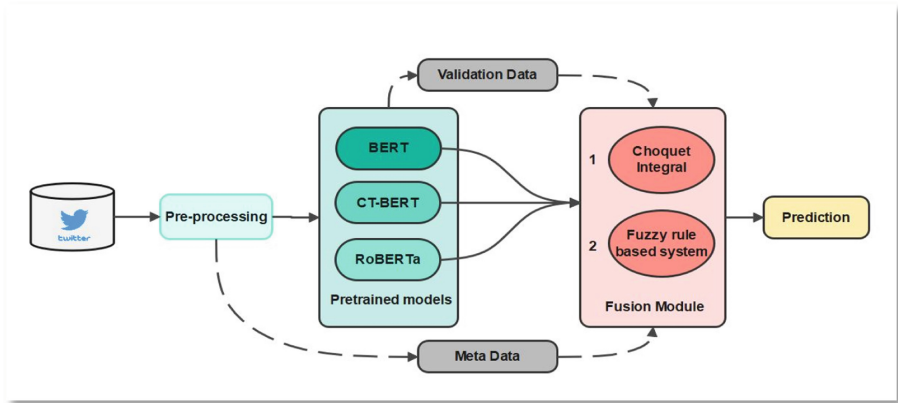 Validation Data
BERT
CT-BERT
RoBERTa
Pretrained models
twitter
Pre-processing
1
Choquet
Integral
2
Fuzzy rule
based system
Fusion Module
Prediction
Meta Data